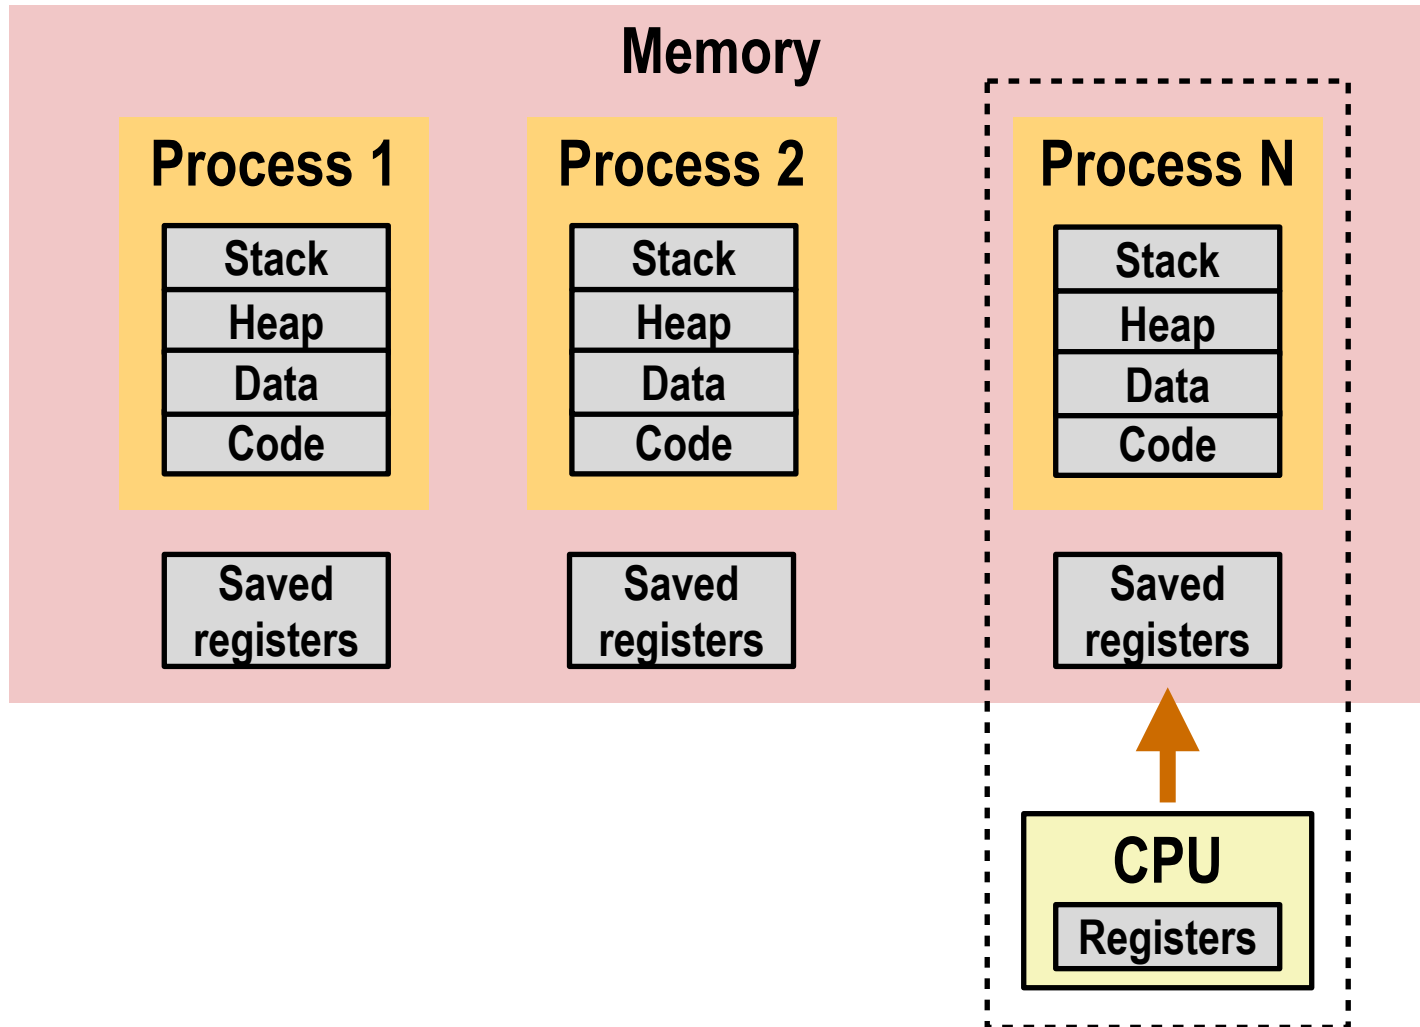 Memory
Process 1
Stack
Heap
Data
Code
Saved
registers
Process 2
Stack
Heap
Data
Code
Saved
registers
Process N
Stack
Heap
Data
Code
Saved
registers
CPU
Registers